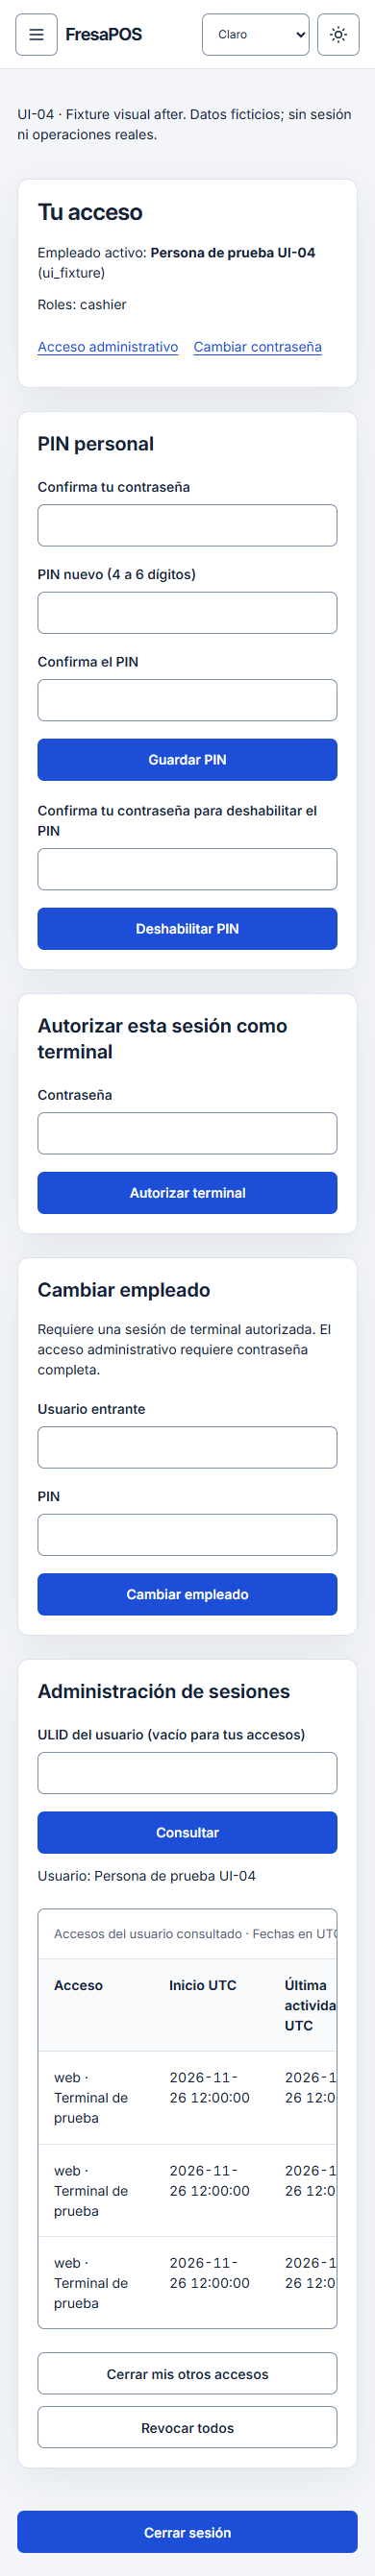 FresaPOS
Claro
UI-04 · Fixture visual after. Datos ficticios; sin sesión
ni operaciones reales.
Tu acceso
Empleado activo: Persona de prueba UI-04
(ui_fixture)
Roles: cashier
Acceso administrativo Cambiar contraseña
PIN personal
Confirma tu contraseña
PIN nuevo (4 a 6 dígitos)
Confirma el PIN
Guardar PIN
Confirma tu contraseña para deshabilitar el
PIN
Deshabilitar PIN
Autorizar esta sesión como
terminal
Contraseña
Autorizar terminal
Cambiar empleado
Requiere una sesión de terminal autorizada. El
acceso administrativo requiere contraseña
completa.
Usuario entrante
PIN
Cambiar empleado
Administración de sesiones
ULID del usuario (vacío para tus accesos)
Consultar
Usuario: Persona de prueba UI-04
Accesos del usuario consultado · Fechas en UTC
Acceso Inicio UTC Última
activida
UTC
web · 2026-11- 2026-1
Terminal de 26 12:00:00 26 12:0
prueba
web · 2026-11- 2026-1
Terminal de 26 12:00:00 26 12:0
prueba
web · 2026-11- 2026-1
Terminal de 26 12:00:00 26 12:0
prueba
Cerrar mis otros accesos
Revocar todos
Cerrar sesión